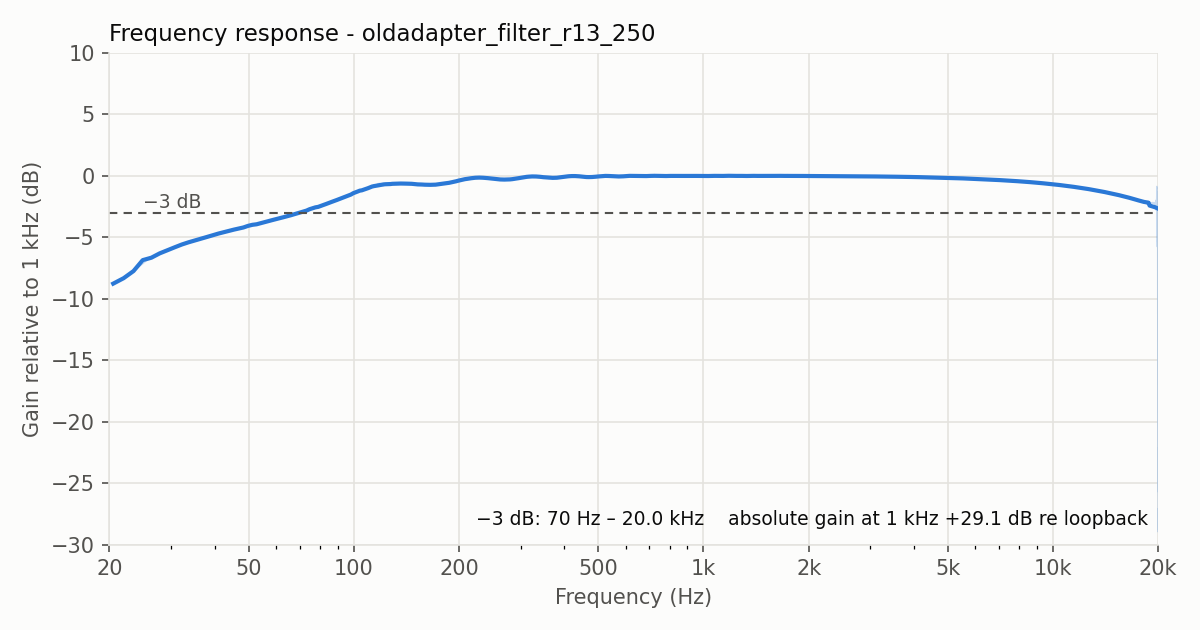 Frequency response - oldadapter_filter_r13_250
Gain relative to 1 kHz (dB)
10
5
0
−5
−10
−15
−20
−25
−30
−3 dB
−3 dB: 70 Hz – 20.0 kHz    absolute gain at 1 kHz +29.1 dB re loopback
20 50 100 200 500 1k 2k 5k 10k 20k
Frequency (Hz)